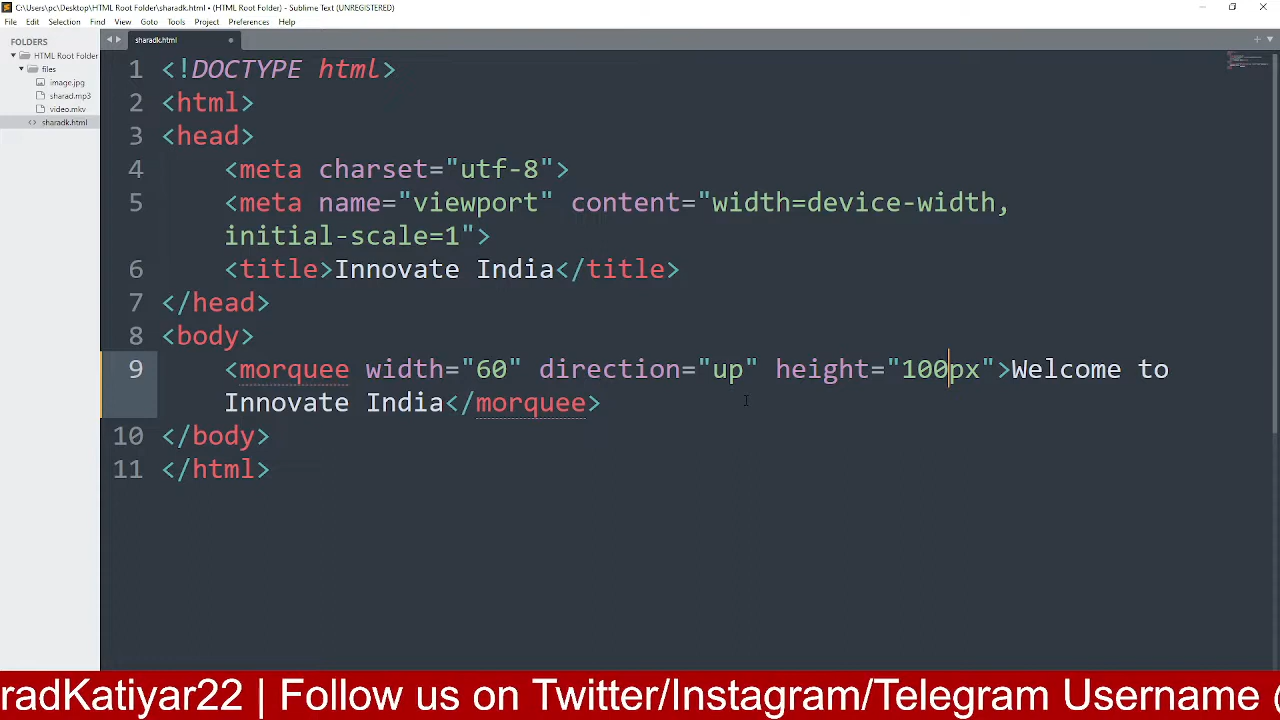 C:\Users\pc\Desktop\HTML Root Folder\sharadk.html • (HTML Root Folder) - Sublime Text (UNREGISTERED)
File Edit Selection Find View Goto Tools Project Preferences Help
FOLDERS
HTML Root Folder
files
image.jpg
sharad.mp3
video.mkv
sharadk.html
sharadk.html
1 <!DOCTYPE html>
2 <html>
3 <head>
4 <meta charset="utf-8">
5 <meta name="viewport" content="width=device-width,
initial-scale=1">
6 <title>Innovate India</title>
7 </head>
8 <body>
9 <morquee width="60" direction="up" height="100px">Welcome to
Innovate India</morquee>
10 </body>
11 </html>
radKatiyar22 | Follow us on Twitter/Instagram/Telegram Username @